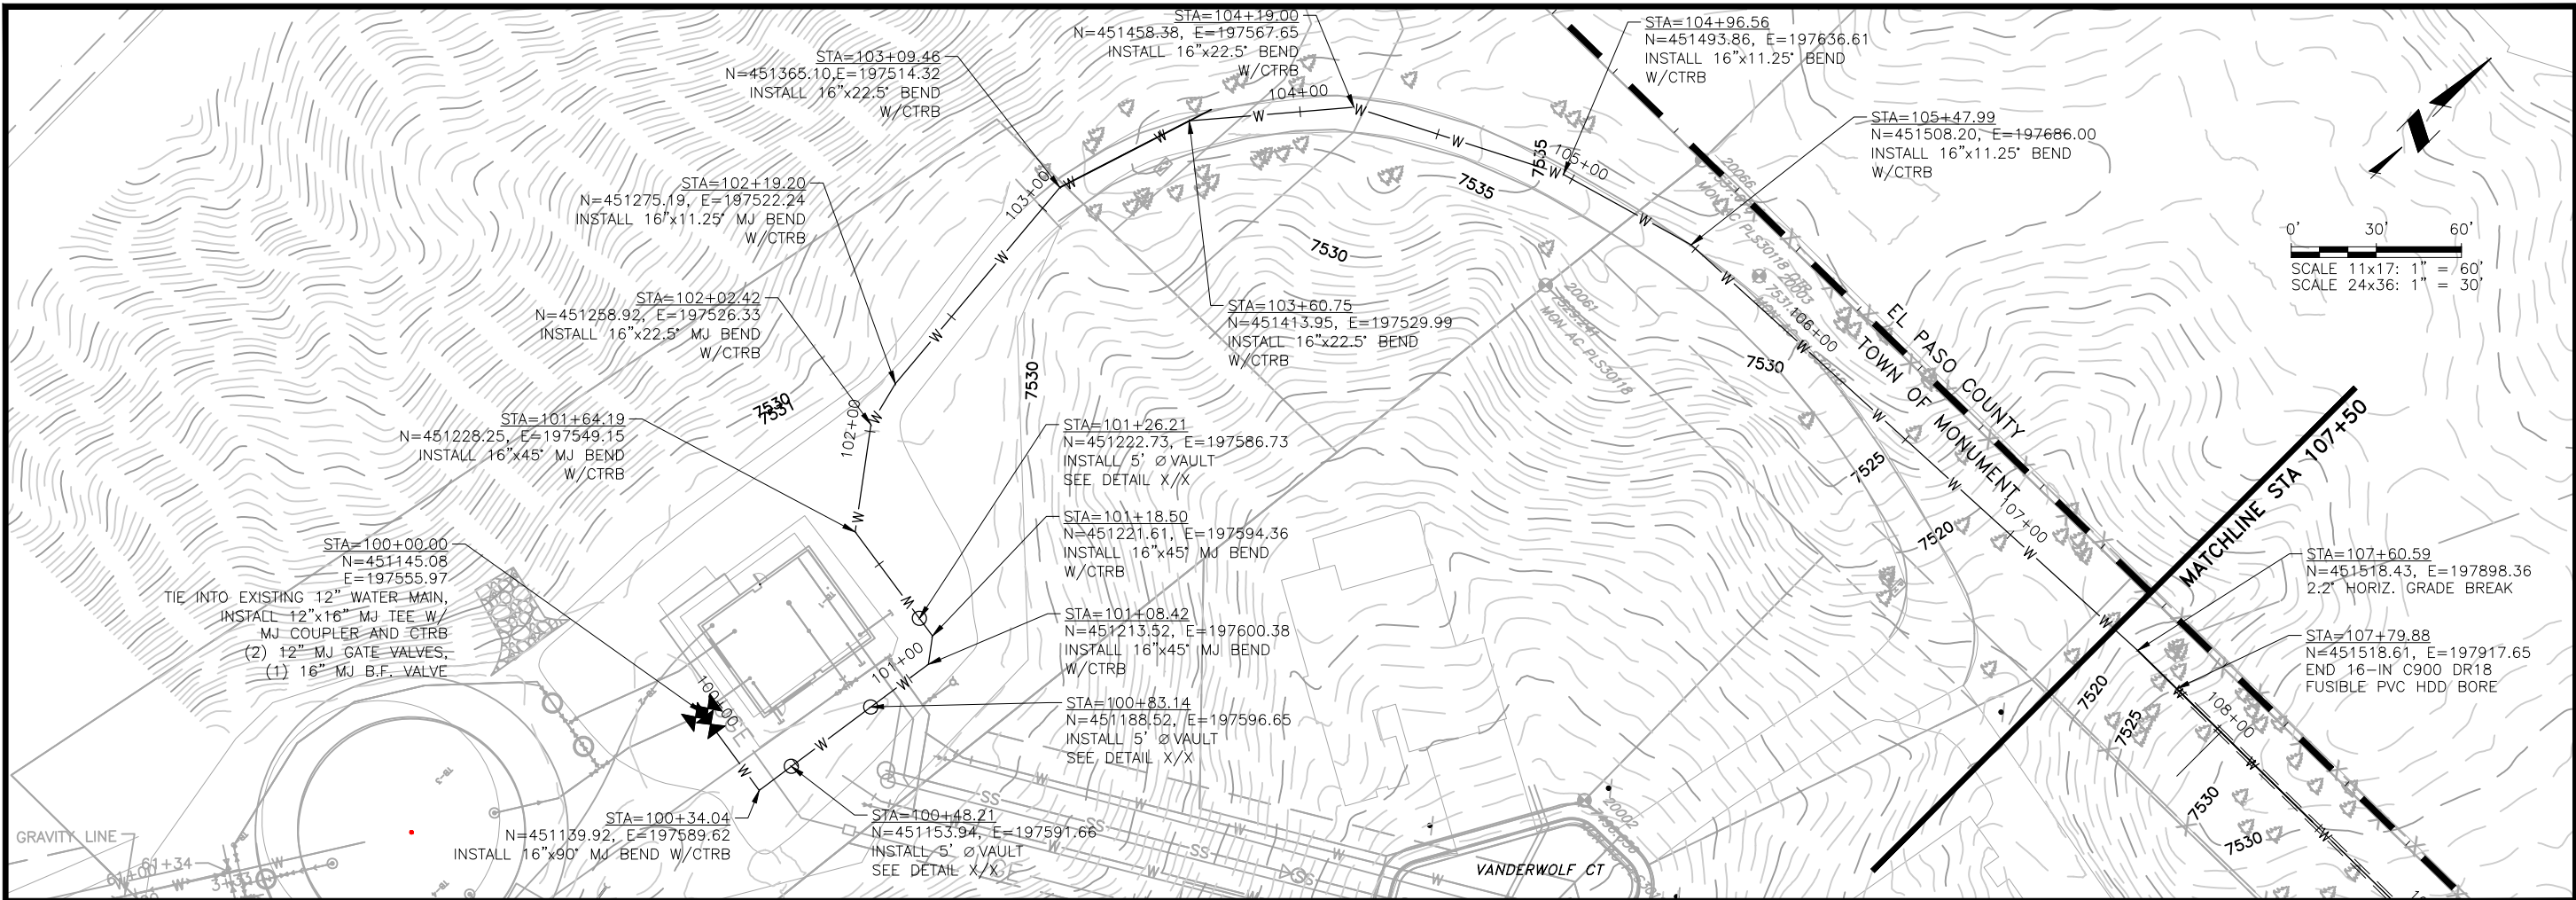 STA=104+19.00
N=451458.38, E=197567.65
INSTALL 16"x22.5° BEND
W/CTRB
STA=104+96.56
N=451493.86, E=197636.61
INSTALL 16"x11.25° BEND
W/CTRB
STA=103+09.46
N=451365.10,E=197514.32
INSTALL 16"x22.5° BEND
W/CTRB
104+00
STA=105+47.99
N=451508.20, E=197686.00
INSTALL 16"x11.25° BEND
W/CTRB
105+00
7535
7535
103+00
STA=102+19.20
N=451275.19, E=197522.24
INSTALL 16"x11.25° MJ BEND
W/CTRB
0' 30' 60'
SCALE 11x17: 1" = 60'
SCALE 24x36: 1" = 30'
7530
20061
MON AC PLS30118
STA=102+02.42
N=451258.92, E=197526.33
INSTALL 16"x22.5° MJ BEND
W/CTRB
STA=103+60.75
N=451413.95, E=197529.99
INSTALL 16"x22.5° BEND
W/CTRB
106+00
EL PASO COUNTY
TOWN OF MONUMENT
7530
7530
7530
7531
102+00
STA=101+64.19
N=451228.25, E=197549.15
INSTALL 16"x45° MJ BEND
W/CTRB
STA=101+26.21
N=451222.73, E=197586.73
INSTALL 5' Ø VAULT
SEE DETAIL X/X
MATCHLINE STA 107+50
7525
107+00
7520
STA=101+18.50
N=451221.61, E=197594.36
INSTALL 16"x45° MJ BEND
W/CTRB
STA=100+00.00
N=451145.08
E=197555.97
TIE INTO EXISTING 12" WATER MAIN,
INSTALL 12"x16" MJ TEE W/
MJ COUPLER AND CTRB
(2) 12" MJ GATE VALVES,
(1) 16" MJ B.F. VALVE
STA=107+60.59
N=451518.43, E=197898.36
2.2° HORIZ. GRADE BREAK
STA=101+08.42
N=451213.52, E=197600.38
INSTALL 16"x45° MJ BEND
W/CTRB
STA=107+79.88
N=451518.61, E=197917.65
END 16-IN C900 DR18
FUSIBLE PVC HDD BORE
101+00
100+00
7520
7525
108+00
STA=100+83.14
N=451188.52, E=197596.65
INSTALL 5' Ø VAULT
SEE DETAIL X/X
7530
7530
STA=100+34.04
N=451139.92, E=197589.62
INSTALL 16"x90° MJ BEND W/CTRB
STA=100+48.21
N=451153.94, E=197591.66
INSTALL 5' Ø VAULT
SEE DETAIL X/X
20002
GRAVITY LINE
61+34
3+33
VANDERWOLF CT